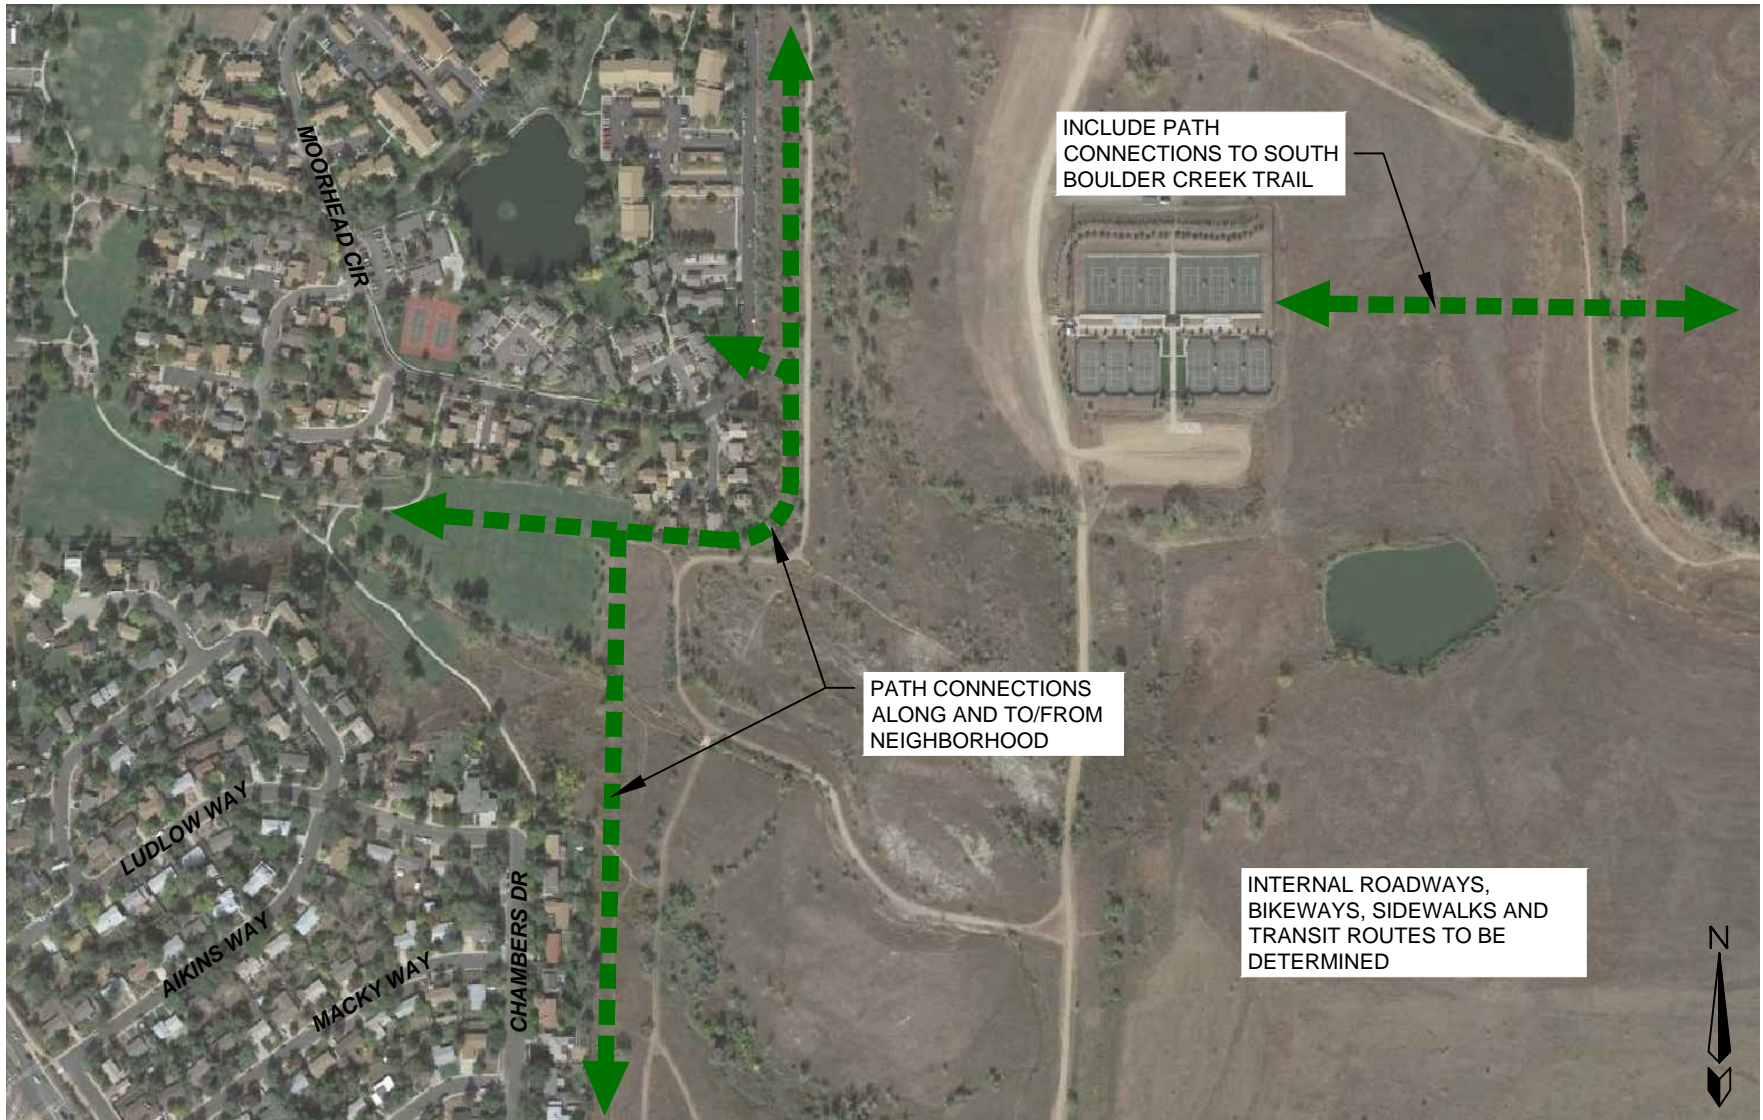 INCLUDE PATH
CONNECTIONS TO SOUTH
BOULDER CREEK TRAIL
MOORHEAD CIR
PATH CONNECTIONS
ALONG AND TO/FROM
NEIGHBORHOOD
LUDLOW WAY
AIKINS WAY
MACKY WAY
CHAMBERS DR
INTERNAL ROADWAYS,
BIKEWAYS, SIDEWALKS AND
TRANSIT ROUTES TO BE
DETERMINED
N